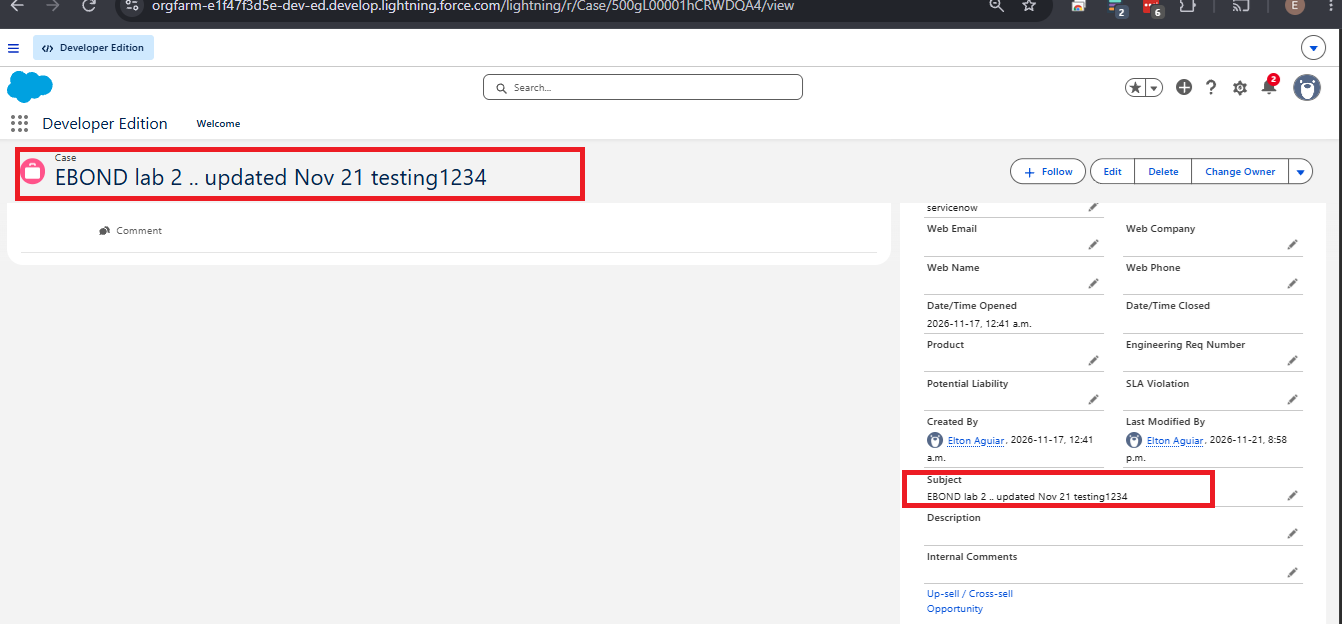 orgfarm-e1f47f3d5e-dev-ed.develop.lightning.force.com/lightning/r/Case/500gL00001hCRWDQA4/view
2
6
E
Developer Edition
Search...
2
Developer Edition
Welcome
Case
EBOND lab 2 .. updated Nov 21 testing1234
Follow
Edit
Delete
Change Owner
Comment
servicenow
Web Email
Web Company
Web Name
Web Phone
Date/Time Opened
2026-11-17, 12:41 a.m.
Date/Time Closed
Product
Engineering Req Number
Potential Liability
SLA Violation
Created By
Elton Aguiar, 2026-11-17, 12:41
a.m.
Last Modified By
Elton Aguiar, 2026-11-21, 8:58
p.m.
Subject
EBOND lab 2 .. updated Nov 21 testing1234
Description
Internal Comments
Up-sell / Cross-sell
Opportunity